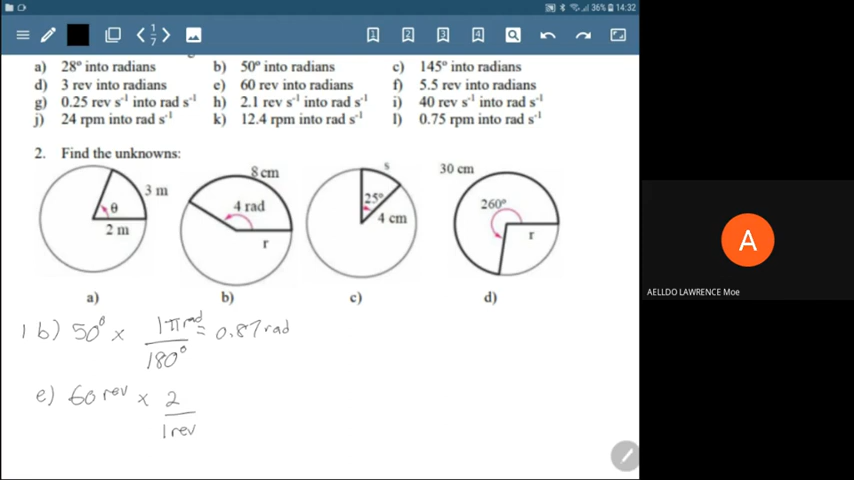 36% 14:32
1
7
1 2 3 4
a) 28° into radians b) 50° into radians c) 145° into radians
d) 3 rev into radians e) 60 rev into radians f) 5.5 rev into radians
g) 0.25 rev s⁻¹ into rad s⁻¹ h) 2.1 rev s⁻¹ into rad s⁻¹ i) 40 rev s⁻¹ into rad s⁻¹
j) 24 rpm into rad s⁻¹ k) 12.4 rpm into rad s⁻¹ l) 0.75 rpm into rad s⁻¹
2. Find the unknowns:
3 m
θ
2 m
a)
8 cm
4 rad
r
b)
s
25°
4 cm
c)
30 cm
260°
r
d)
1 b) 50° × 1π rad / 180° = 0.87 rad
e) 60 rev × 2 / 1 rev
A
AELLDO LAWRENCE Moe